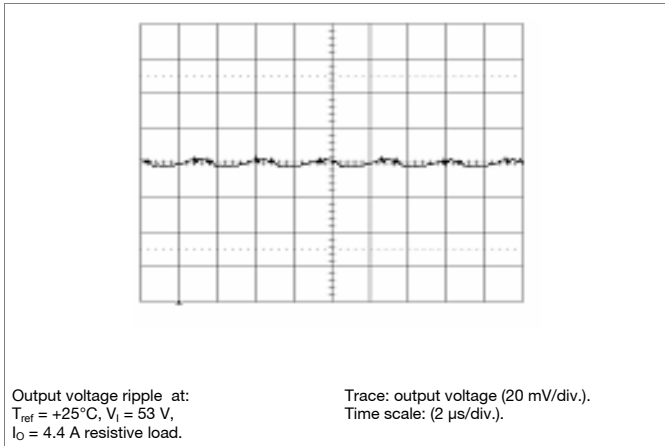 Output voltage ripple at:
Tref = +25°C, VI = 53 V,
IO = 4.4 A resistive load.
Trace: output voltage (20 mV/div.).
Time scale: (2 µs/div.).